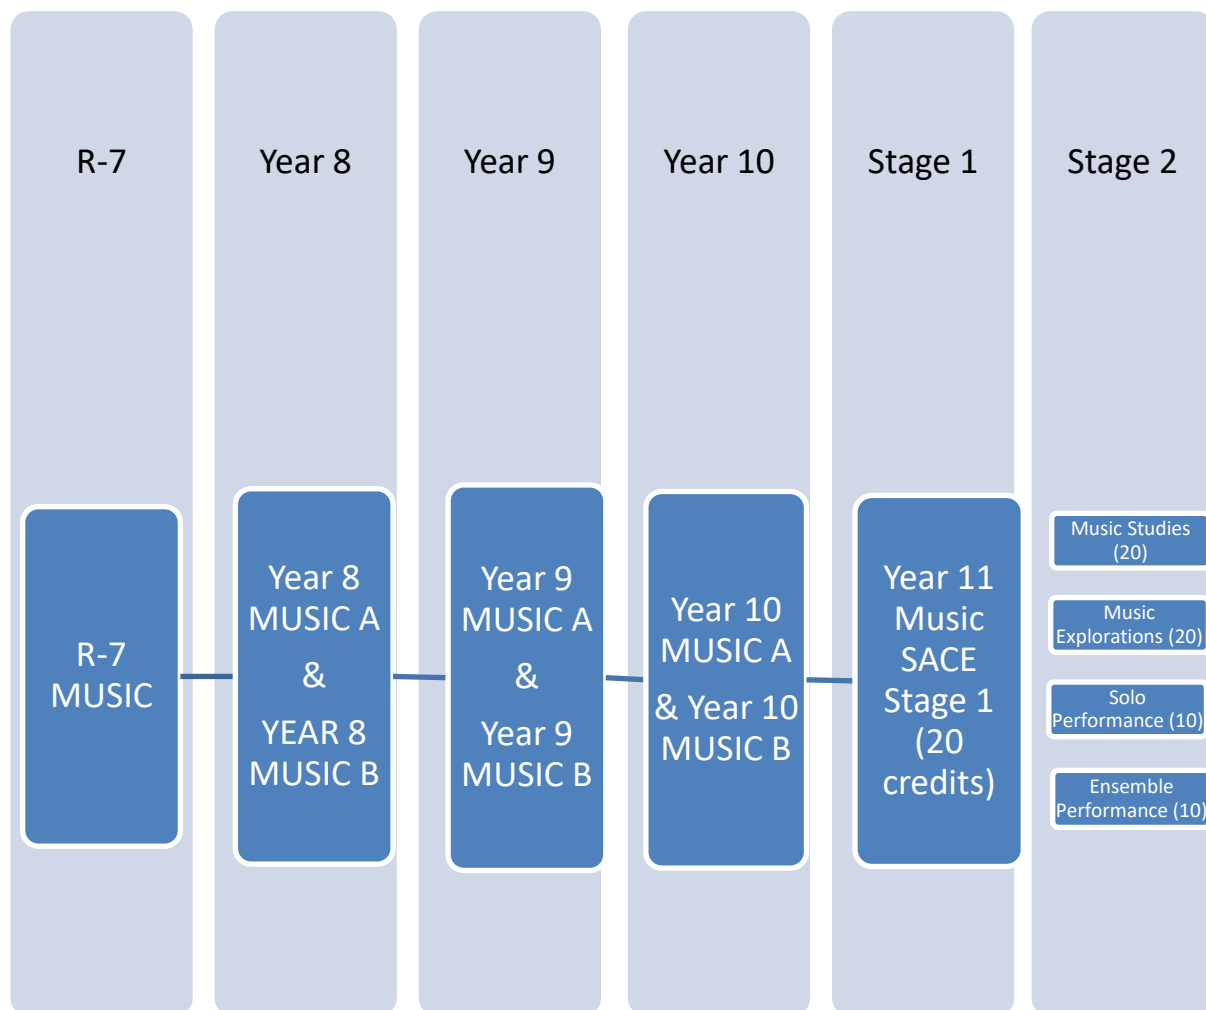 R-7
Year 8
Year 9
Year 10
Stage 1
Stage 2
R-7
MUSIC
Year 8
MUSIC A
&
YEAR 8
MUSIC B
Year 9
MUSIC A
&
Year 9
MUSIC B
Year 10
MUSIC A
& Year 10
MUSIC B
Year 11
Music
SACE
Stage 1
(20
credits)
Music Studies
(20)
Music
Explorations (20)
Solo
Performance (10)
Ensemble
Performance (10)